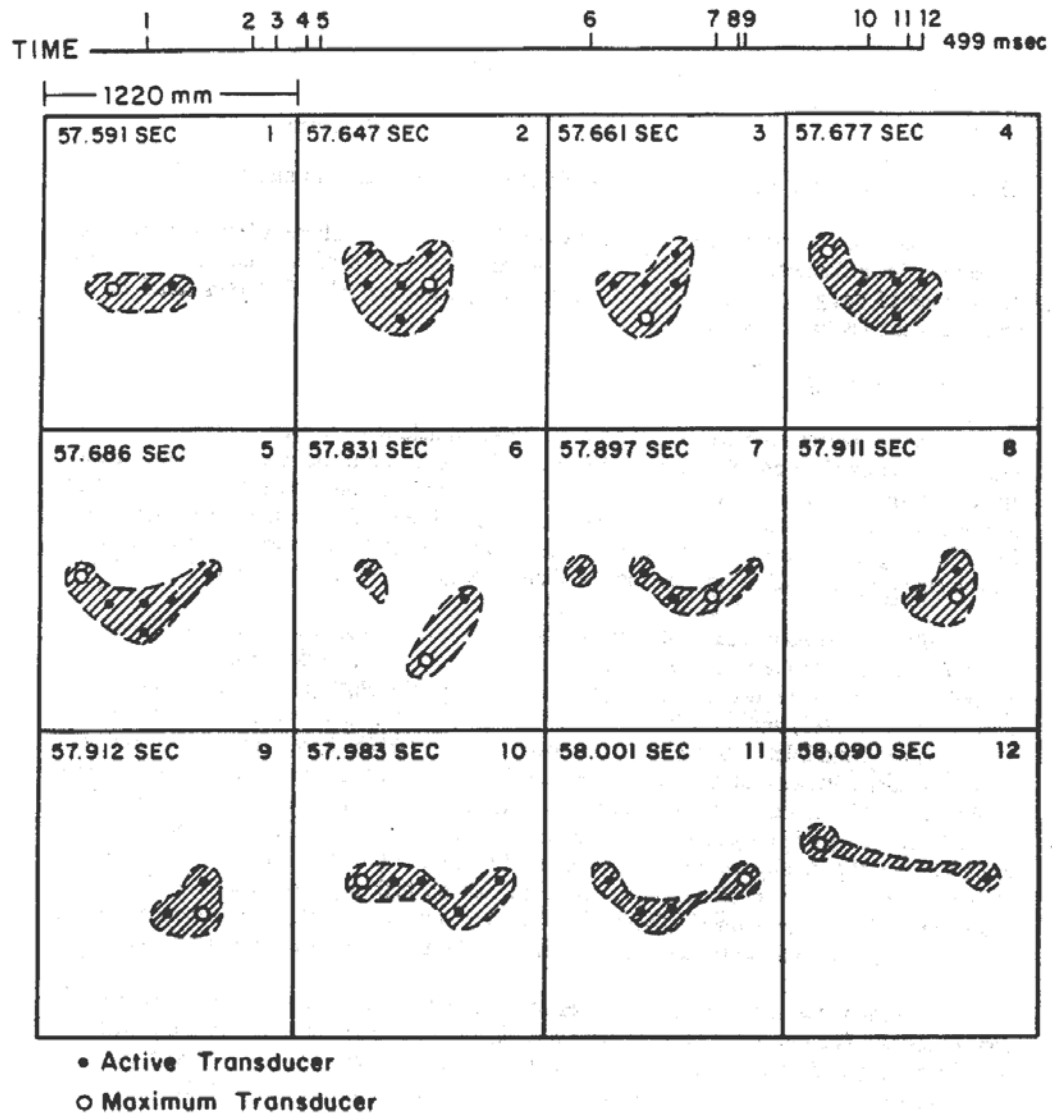 1 2 3 4 5 6 7 8 9 10 11 12
TIME 499 msec
1220 mm
57.591 SEC 1 57.647 SEC 2 57.661 SEC 3 57.677 SEC 4
57.686 SEC 5 57.831 SEC 6 57.897 SEC 7 57.911 SEC 8
57.912 SEC 9 57.983 SEC 10 58.001 SEC 11 58.090 SEC 12
Active Transducer
Maximum Transducer